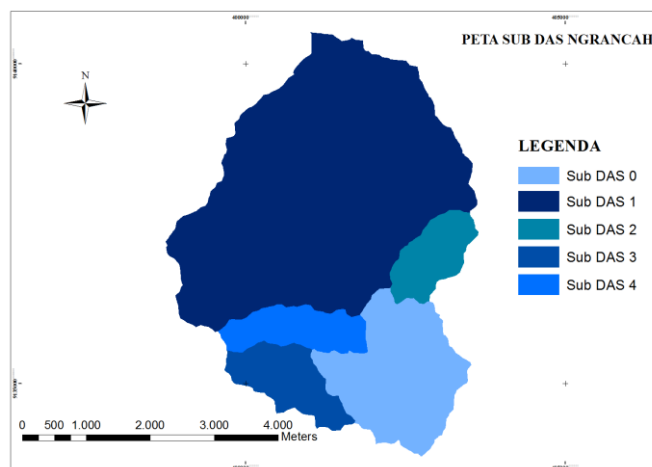 PETA SUB DAS NGRANCAH
N
LEGENDA
Sub DAS 0
Sub DAS 1
Sub DAS 2
Sub DAS 3
Sub DAS 4
0 500 1.000 2.000 3.000 4.000
Meters